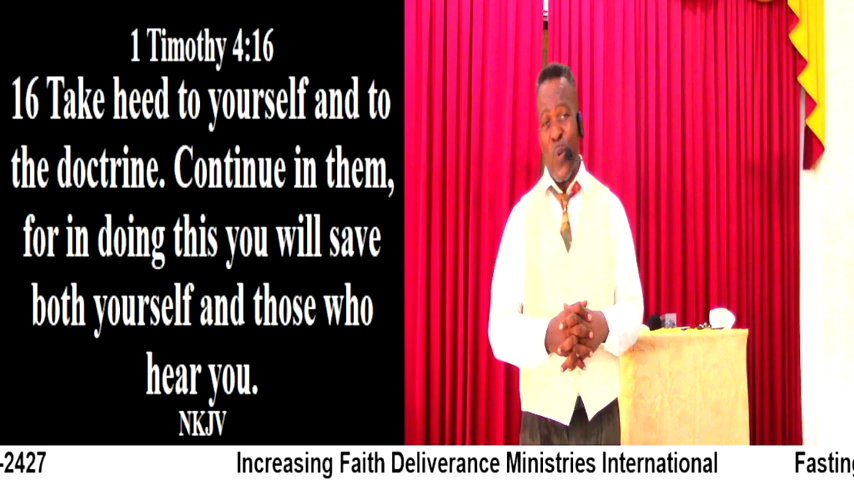 1 Timothy 4:16
16 Take heed to yourself and to
the doctrine. Continue in them,
for in doing this you will save
both yourself and those who
hear you.
NKJV
-2427 Increasing Faith Deliverance Ministries International Fasting